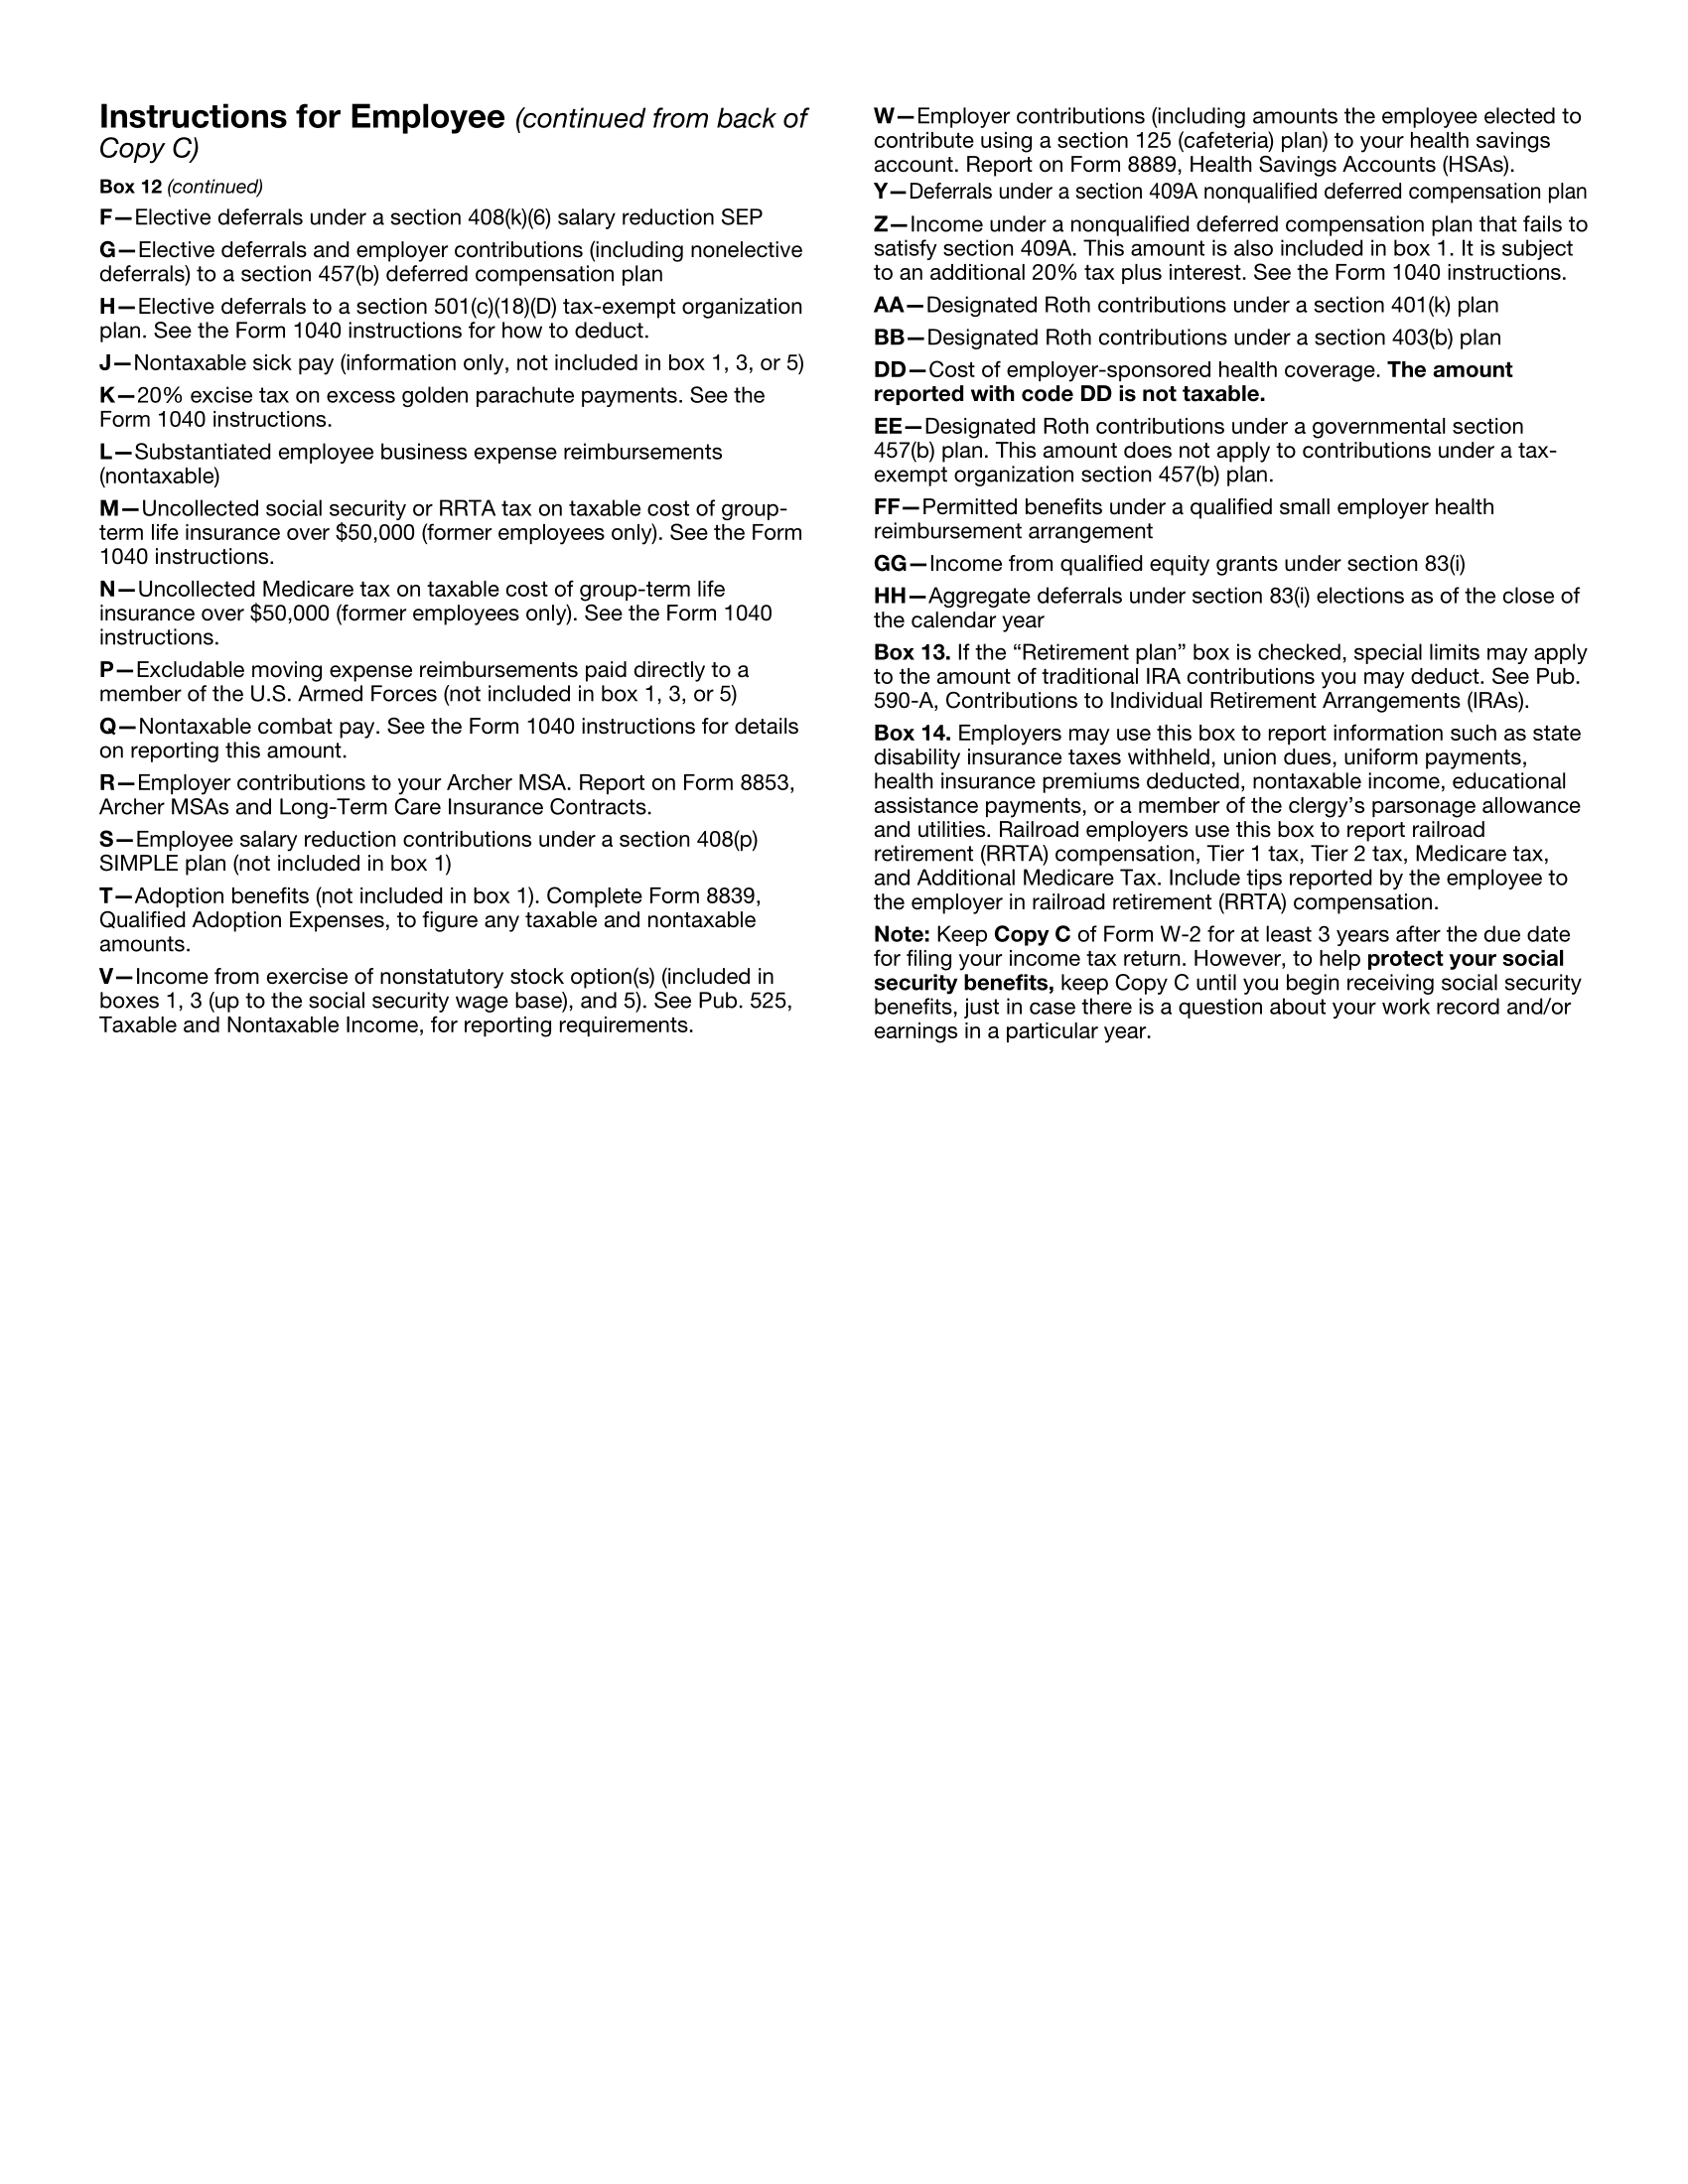 Instructions for Employee (continued from back of
Copy C)
Box 12 (continued)
F—Elective deferrals under a section 408(k)(6) salary reduction SEP
G—Elective deferrals and employer contributions (including nonelective
deferrals) to a section 457(b) deferred compensation plan
H—Elective deferrals to a section 501(c)(18)(D) tax-exempt organization
plan. See the Form 1040 instructions for how to deduct.
J—Nontaxable sick pay (information only, not included in box 1, 3, or 5)
K—20% excise tax on excess golden parachute payments. See the
Form 1040 instructions.
L—Substantiated employee business expense reimbursements
(nontaxable)
M—Uncollected social security or RRTA tax on taxable cost of group-
term life insurance over $50,000 (former employees only). See the Form
1040 instructions.
N—Uncollected Medicare tax on taxable cost of group-term life
insurance over $50,000 (former employees only). See the Form 1040
instructions.
P—Excludable moving expense reimbursements paid directly to a
member of the U.S. Armed Forces (not included in box 1, 3, or 5)
Q—Nontaxable combat pay. See the Form 1040 instructions for details
on reporting this amount.
R—Employer contributions to your Archer MSA. Report on Form 8853,
Archer MSAs and Long-Term Care Insurance Contracts.
S—Employee salary reduction contributions under a section 408(p)
SIMPLE plan (not included in box 1)
T—Adoption benefits (not included in box 1). Complete Form 8839,
Qualified Adoption Expenses, to figure any taxable and nontaxable
amounts.
V—Income from exercise of nonstatutory stock option(s) (included in
boxes 1, 3 (up to the social security wage base), and 5). See Pub. 525,
Taxable and Nontaxable Income, for reporting requirements.
W—Employer contributions (including amounts the employee elected to
contribute using a section 125 (cafeteria) plan) to your health savings
account. Report on Form 8889, Health Savings Accounts (HSAs).
Y—Deferrals under a section 409A nonqualified deferred compensation plan
Z—Income under a nonqualified deferred compensation plan that fails to
satisfy section 409A. This amount is also included in box 1. It is subject
to an additional 20% tax plus interest. See the Form 1040 instructions.
AA—Designated Roth contributions under a section 401(k) plan
BB—Designated Roth contributions under a section 403(b) plan
DD—Cost of employer-sponsored health coverage. The amount
reported with code DD is not taxable.
EE—Designated Roth contributions under a governmental section
457(b) plan. This amount does not apply to contributions under a tax-
exempt organization section 457(b) plan.
FF—Permitted benefits under a qualified small employer health
reimbursement arrangement
GG—Income from qualified equity grants under section 83(i)
HH—Aggregate deferrals under section 83(i) elections as of the close of
the calendar year
Box 13. If the “Retirement plan” box is checked, special limits may apply
to the amount of traditional IRA contributions you may deduct. See Pub.
590-A, Contributions to Individual Retirement Arrangements (IRAs).
Box 14. Employers may use this box to report information such as state
disability insurance taxes withheld, union dues, uniform payments,
health insurance premiums deducted, nontaxable income, educational
assistance payments, or a member of the clergy’s parsonage allowance
and utilities. Railroad employers use this box to report railroad
retirement (RRTA) compensation, Tier 1 tax, Tier 2 tax, Medicare tax,
and Additional Medicare Tax. Include tips reported by the employee to
the employer in railroad retirement (RRTA) compensation.
Note: Keep Copy C of Form W-2 for at least 3 years after the due date
for filing your income tax return. However, to help protect your social
security benefits, keep Copy C until you begin receiving social security
benefits, just in case there is a question about your work record and/or
earnings in a particular year.